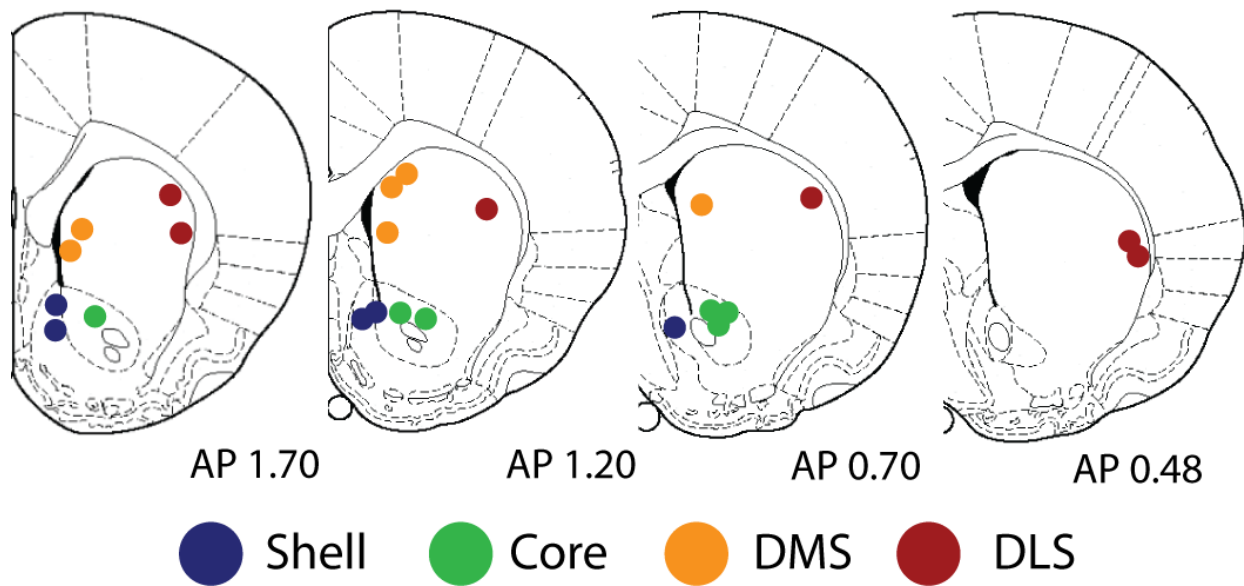 AP 1.70
AP 1.20
AP 0.70
AP 0.48
Shell
Core
DMS
DLS